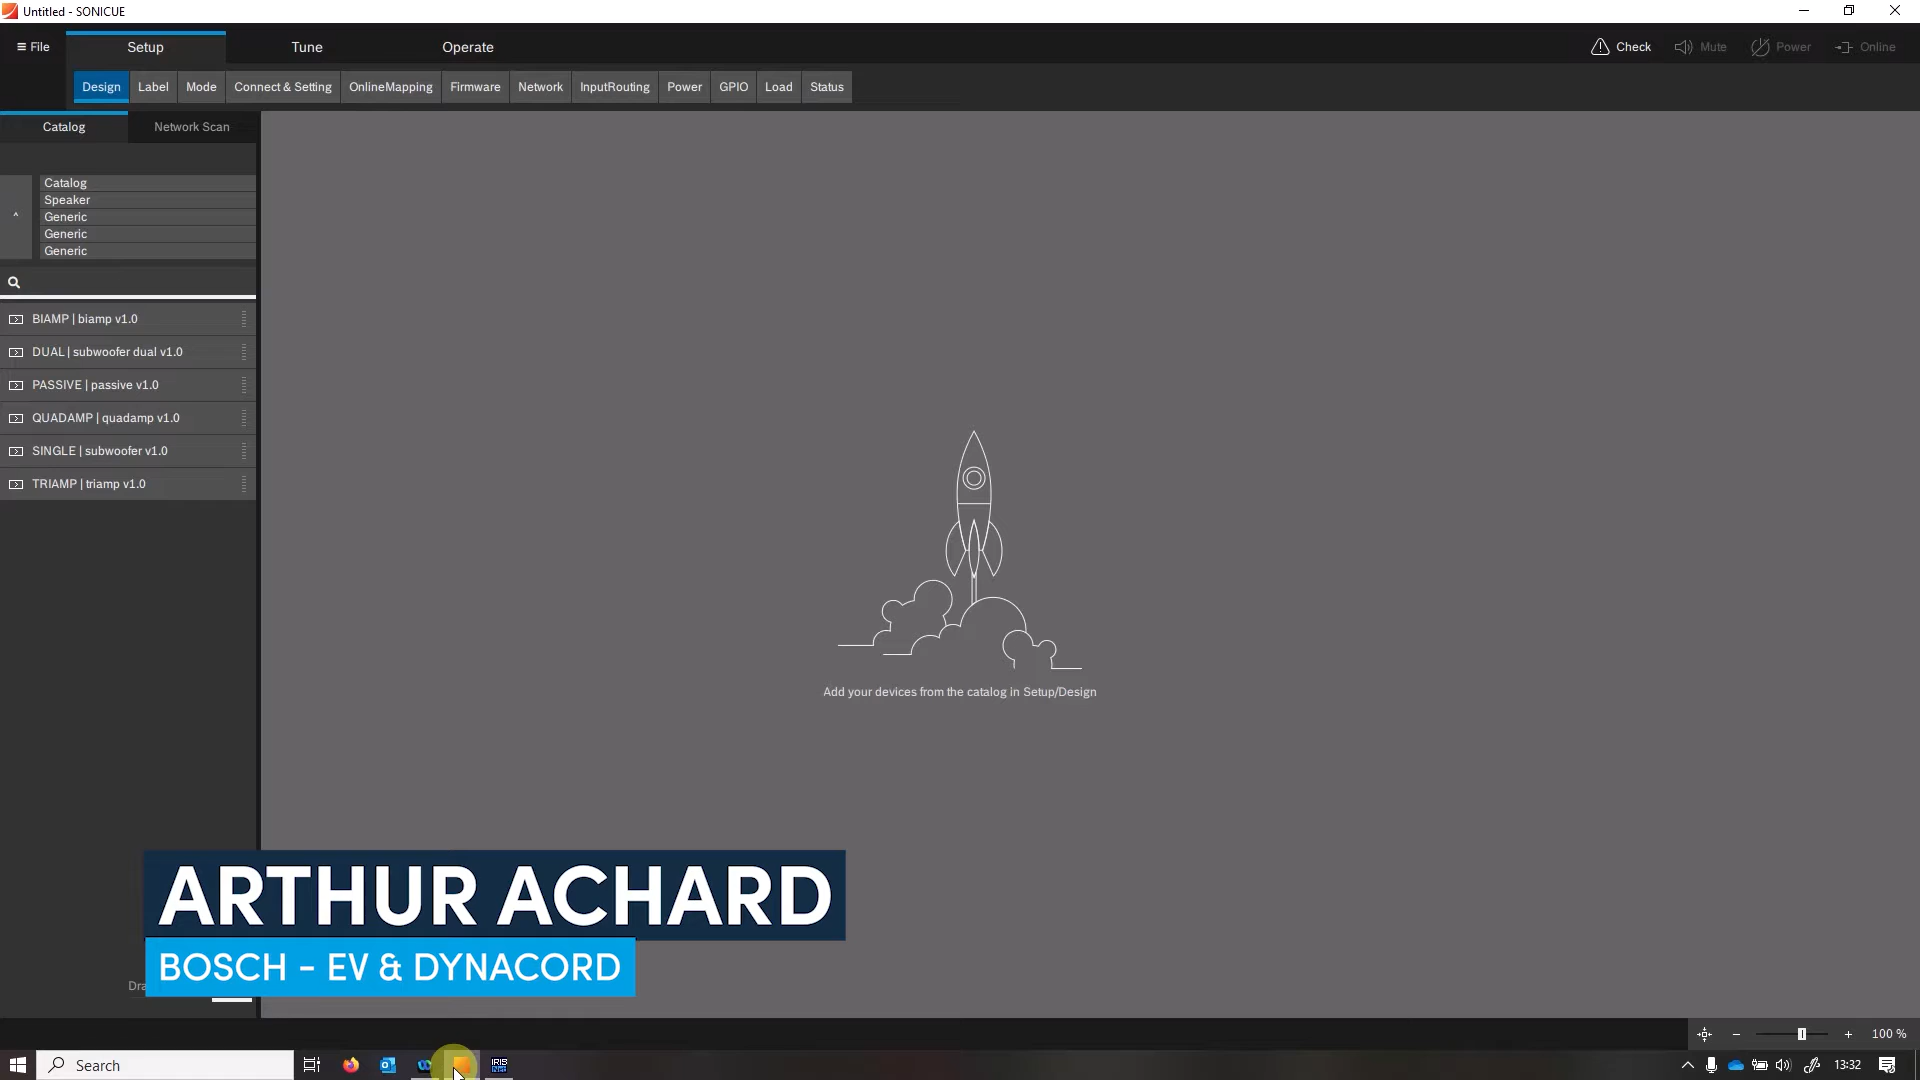 Untitled - SONICUE
≡ File
Setup
Tune
Operate
Check
Mute
Power
Online
Design
Label
Mode
Connect & Setting
OnlineMapping
Firmware
Network
InputRouting
Power
GPIO
Load
Status
Catalog
Network Scan
Catalog
Speaker
Generic
Generic
Generic
BIAMP | biamp v1.0
DUAL | subwoofer dual v1.0
PASSIVE | passive v1.0
QUADAMP | quadamp v1.0
SINGLE | subwoofer v1.0
TRIAMP | triamp v1.0
Add your devices from the catalog in Setup/Design
ARTHUR ACHARD
BOSCH - EV & DYNACORD
100 %
Search
IRIS
13:32